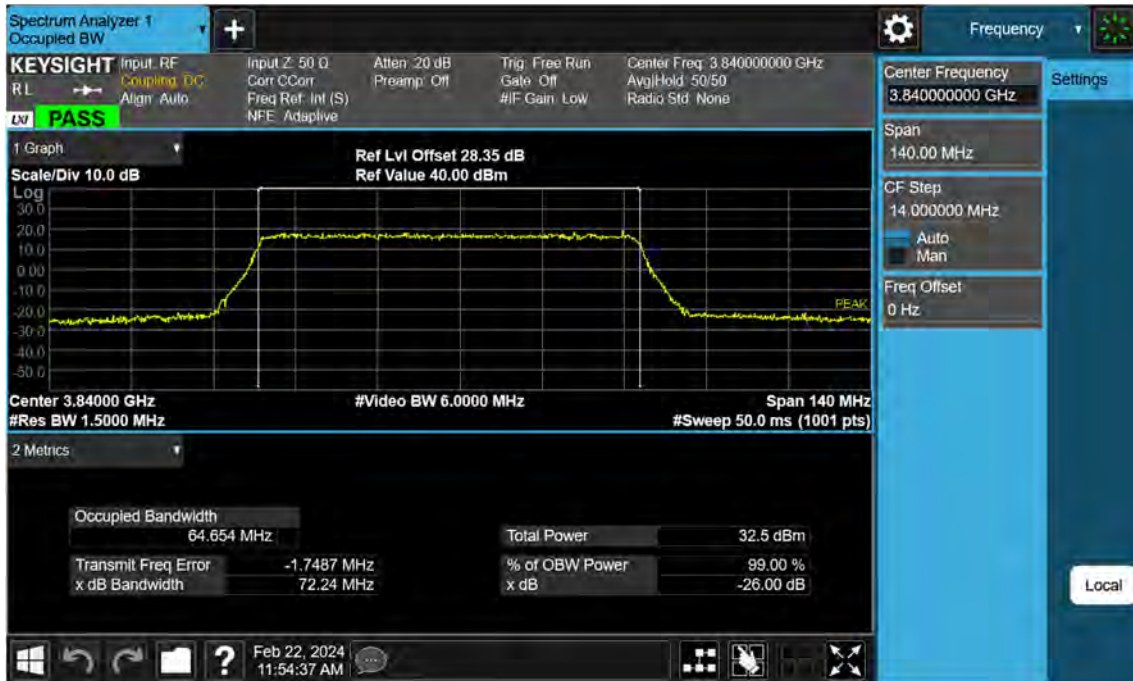 Spectrum Analyzer 1
Occupied BW
+
Frequency
KEYSIGHT Input: RF Input Z: 50 Ω Atten: 20 dB Trig: Free Run Center Freq: 3.840000000 GHz
RL Coupling: DC Corr CCorr Preamp: Off Gate: Off Avg|Hold: 50/50
Align: Auto Freq Ref: Int (S) #IF Gain: Low Radio Std: None
LXI PASS NFE: Adaptive
Center Frequency
3.840000000 GHz
Settings
Span
140.00 MHz
CF Step
14.000000 MHz
Auto
Man
Freq Offset
0 Hz
1 Graph
Ref Lvl Offset 28.35 dB
Scale/Div 10.0 dB Ref Value 40.00 dBm
Log
30.0
20.0
10.0
0.00
-10.0
-20.0
-30.0
-40.0
-50.0
PEAK
Center 3.84000 GHz #Video BW 6.0000 MHz Span 140 MHz
#Res BW 1.5000 MHz #Sweep 50.0 ms (1001 pts)
2 Metrics
Occupied Bandwidth
64.654 MHz
Total Power 32.5 dBm
Transmit Freq Error -1.7487 MHz % of OBW Power 99.00 %
x dB Bandwidth 72.24 MHz x dB -26.00 dB
Local
? Feb 22, 2024
11:54:37 AM